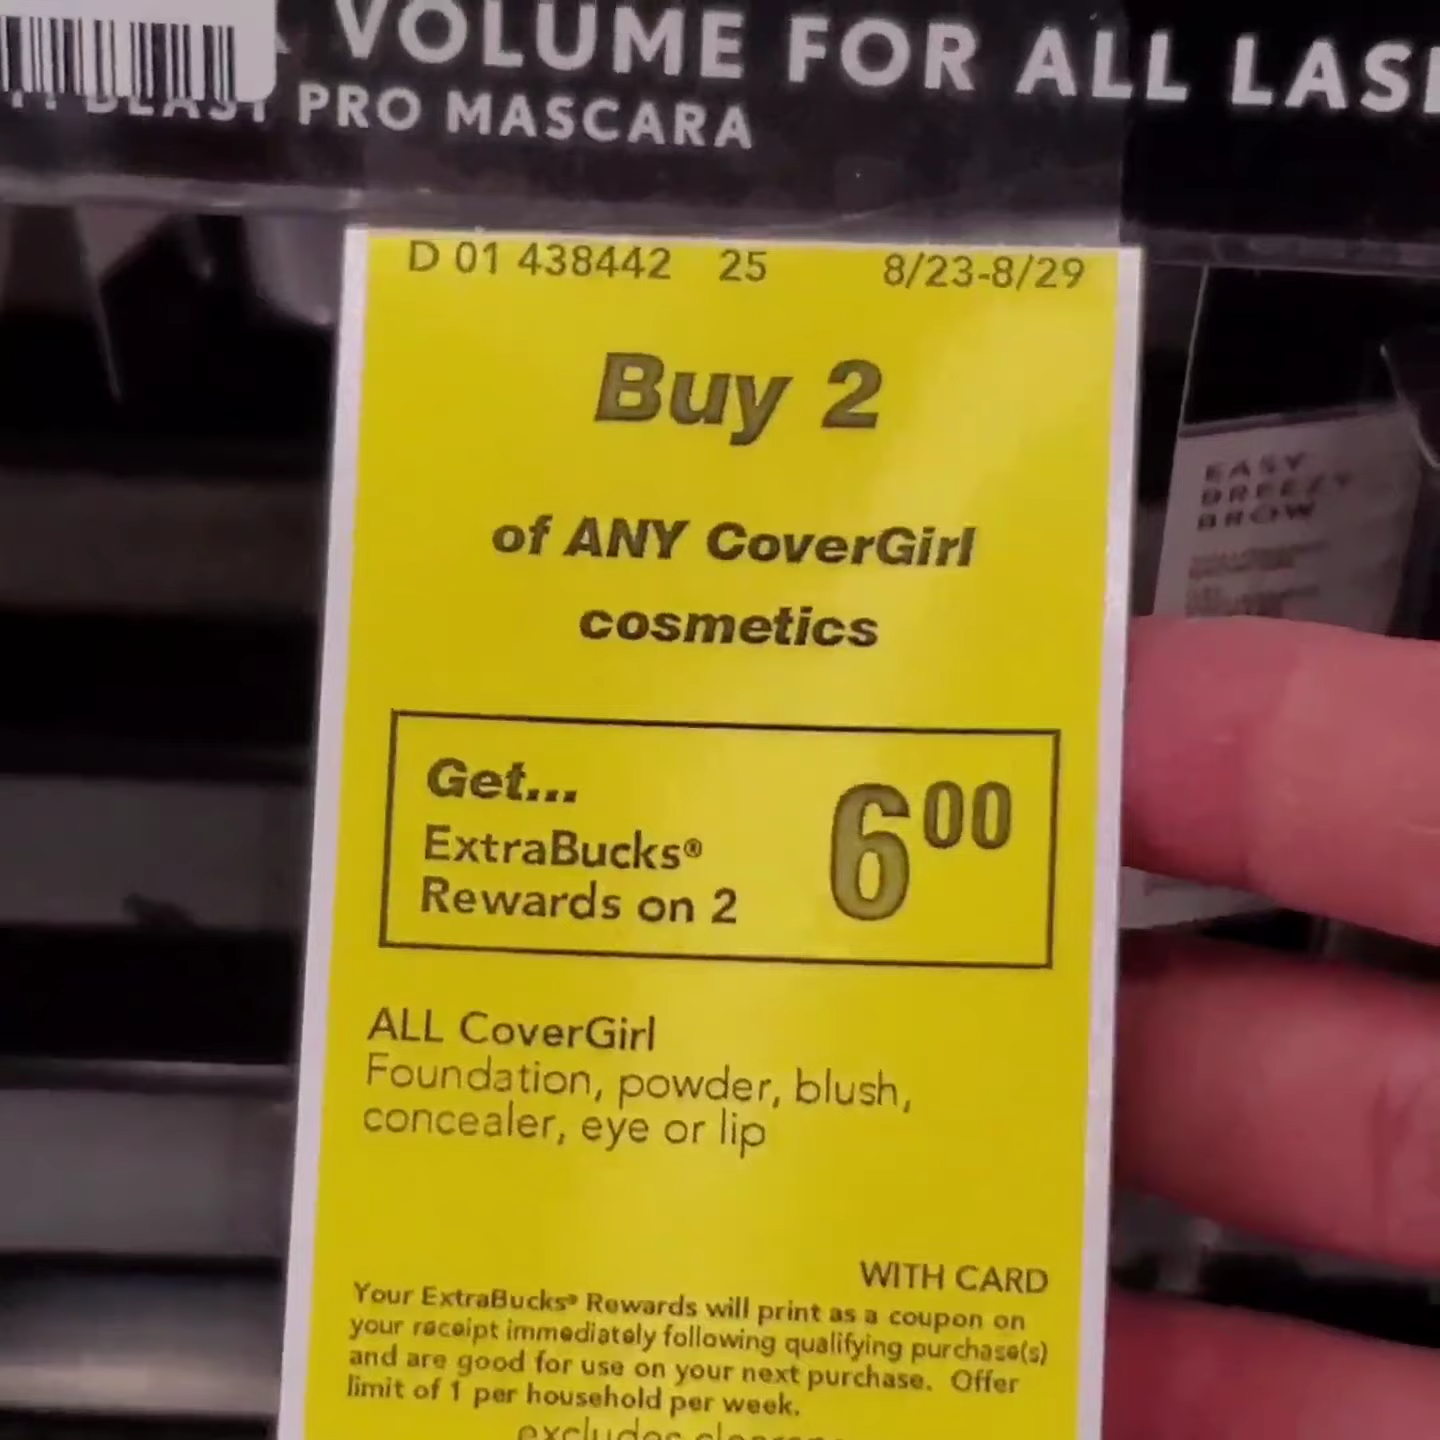 VOLUME FOR ALL LAS
BLAST PRO MASCARA
D 01 438442 25 8/23-8/29
Buy 2
of ANY CoverGirl
cosmetics
Get...
ExtraBucks®
Rewards on 2
6 00
ALL CoverGirl
Foundation, powder, blush,
concealer, eye or lip
WITH CARD
Your ExtraBucks® Rewards will print as a coupon on
your receipt immediately following qualifying purchase(s)
and are good for use on your next purchase. Offer
limit of 1 per household per week.
excludes
EASY
BREEZY
BROW